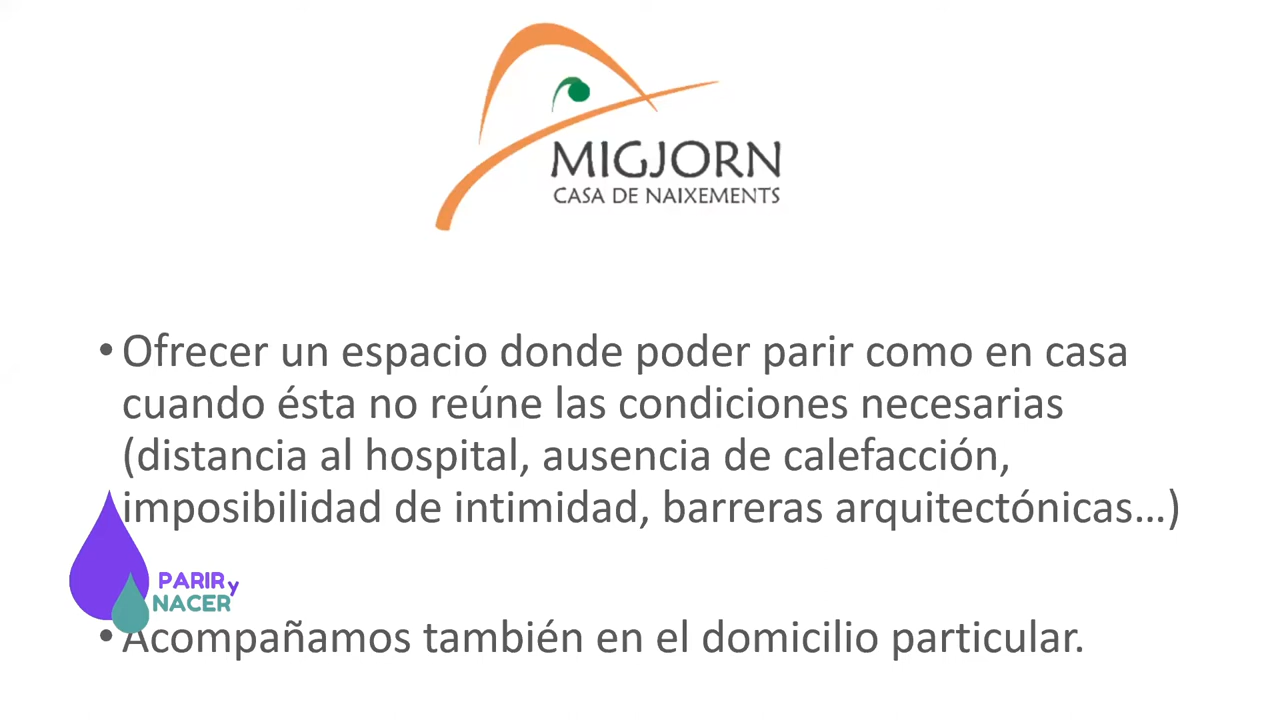 MIGJORN
CASA DE NAIXEMENTS
• Ofrecer un espacio donde poder parir como en casa
cuando ésta no reúne las condiciones necesarias
(distancia al hospital, ausencia de calefacción,
imposibilidad de intimidad, barreras arquitectónicas...)
PARIR y
NACER
• Acompañamos también en el domicilio particular.